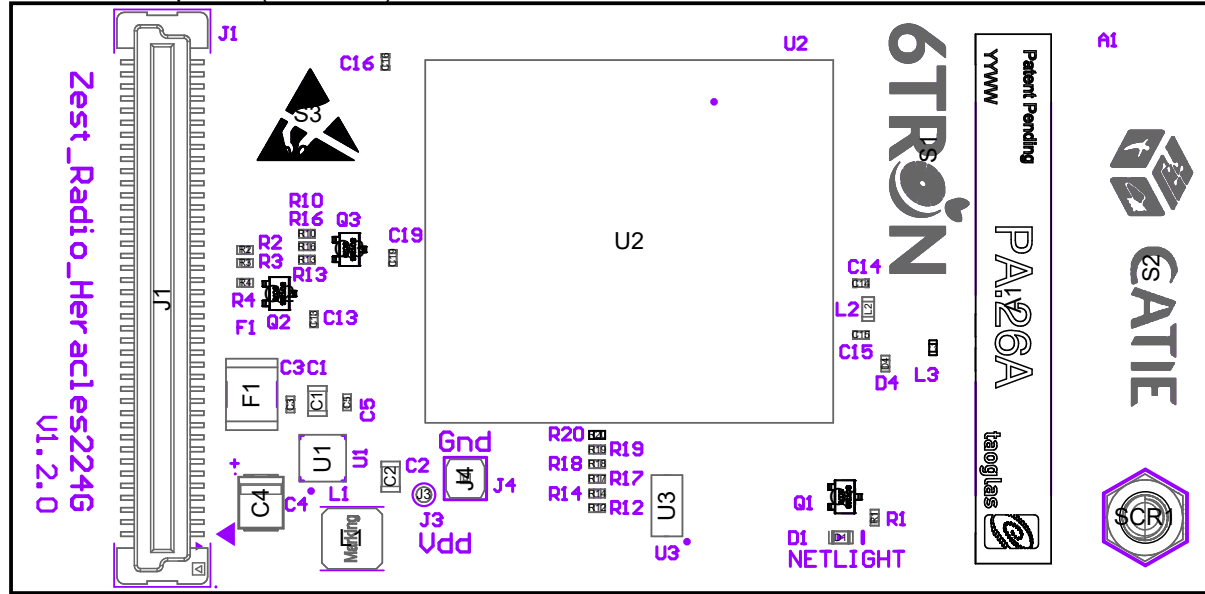 J1
C16
U2
A1
S3
6TRON
S1
Patent Pending
YYWW
Zest_Radio_Heracles224G
V1.2.0
R10
R16
Q3
C19
R2
R3
R13
R4
Q2
F1
C13
J1
U2
C14
L2
C15
D4
L3
PA.26A
CATIE
S2
C3
C1
F1
C1
C5
U1
U1
Gnd
C2
C2
J4
J4
J3
J3
Vdd
C4
C4
L1
Marking
R20
R19
R18
R17
R14
R12
U3
U3
Q1
R1
D1
NETLIGHT
taoglas
SCR1